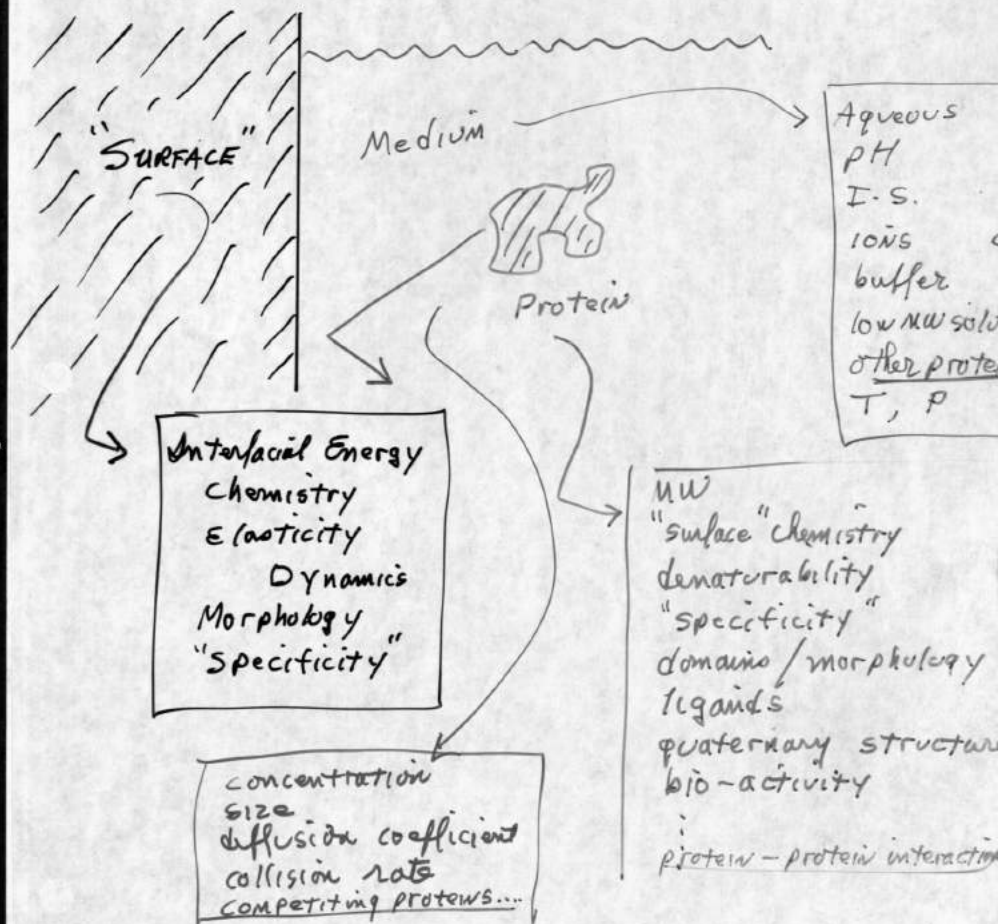 "SURFACE"
Medium
Protein
Aqueous
pH
I.S.
IONS
buffer
low MW solu
other prote
T, P
Interfacial Energy
Chemistry
Elasticity
Dynamics
Morphology
"Specificity"
MW
"surface" chemistry
denaturability
"specificity"
domains / morphology
ligands
quaternary structure
bio-activity
protein - protein interaction
concentration
size
diffusion coefficient
collision rate
competiting proteins....